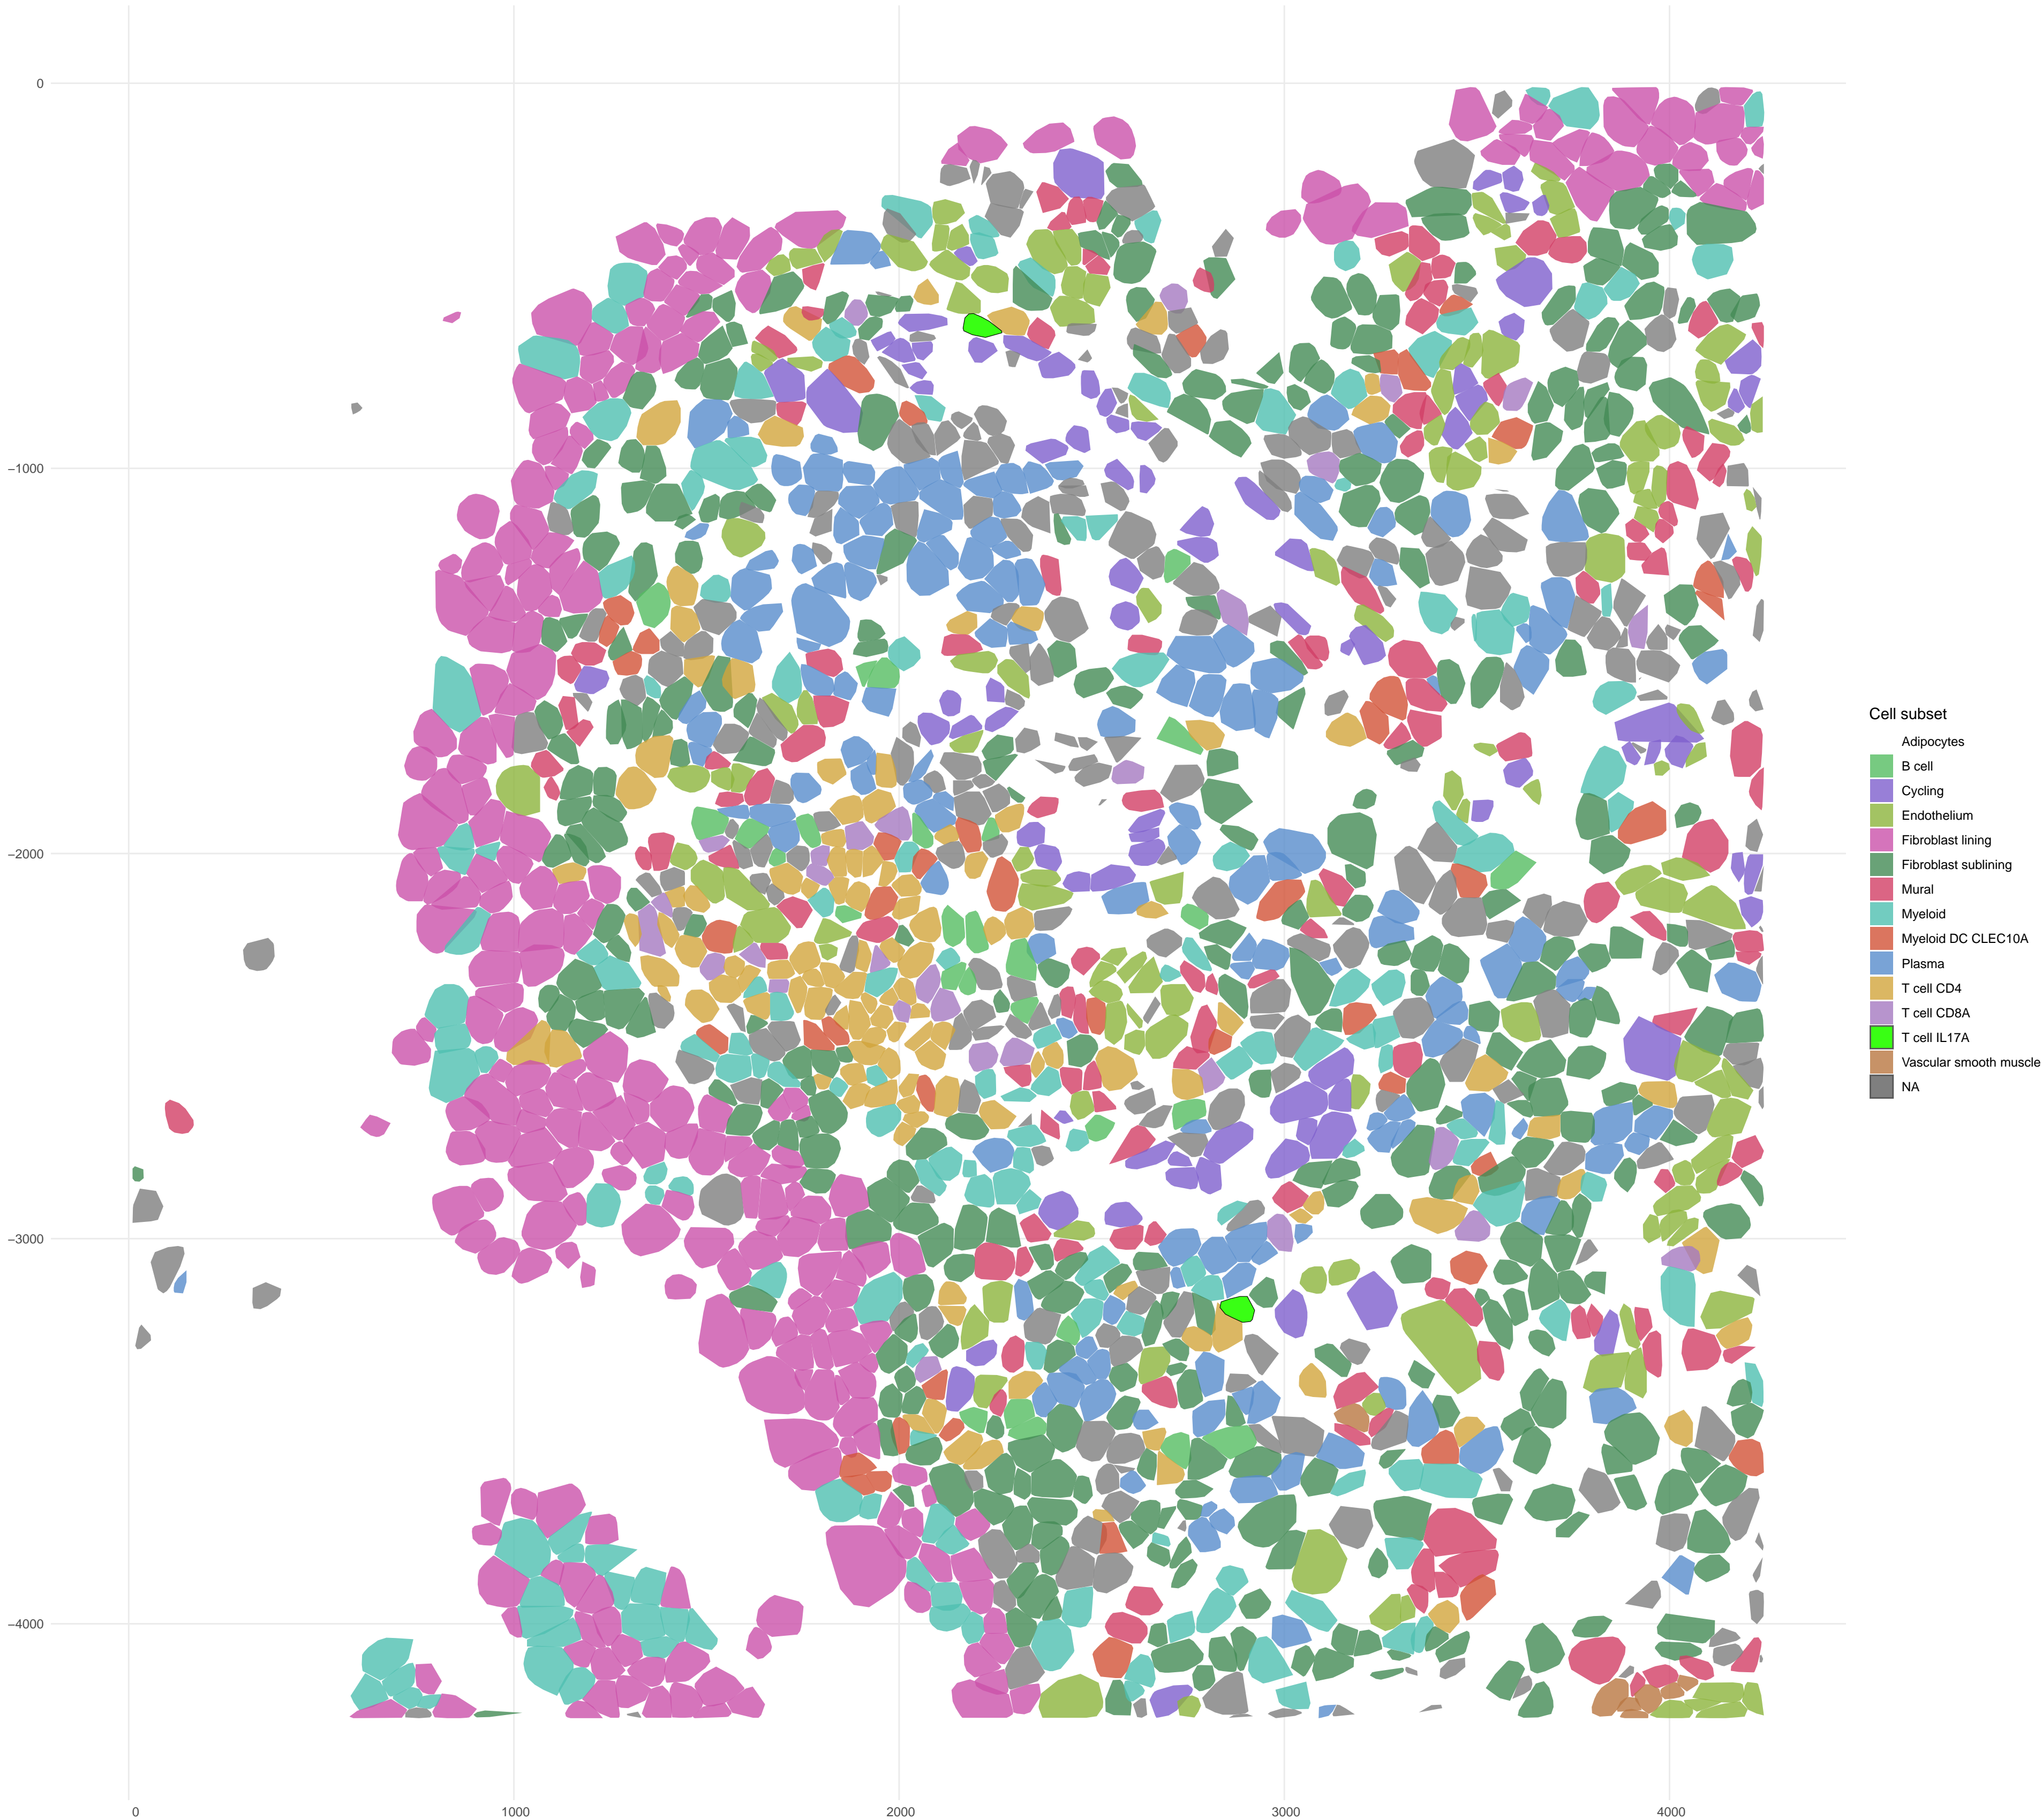 0
−1000
−2000
−3000
−4000
0
1000
2000
3000
4000
Cell subset
Adipocytes
B cell
Cycling
Endothelium
Fibroblast lining
Fibroblast sublining
Mural
Myeloid
Myeloid DC CLEC10A
Plasma
T cell CD4
T cell CD8A
T cell IL17A
Vascular smooth muscle
NA